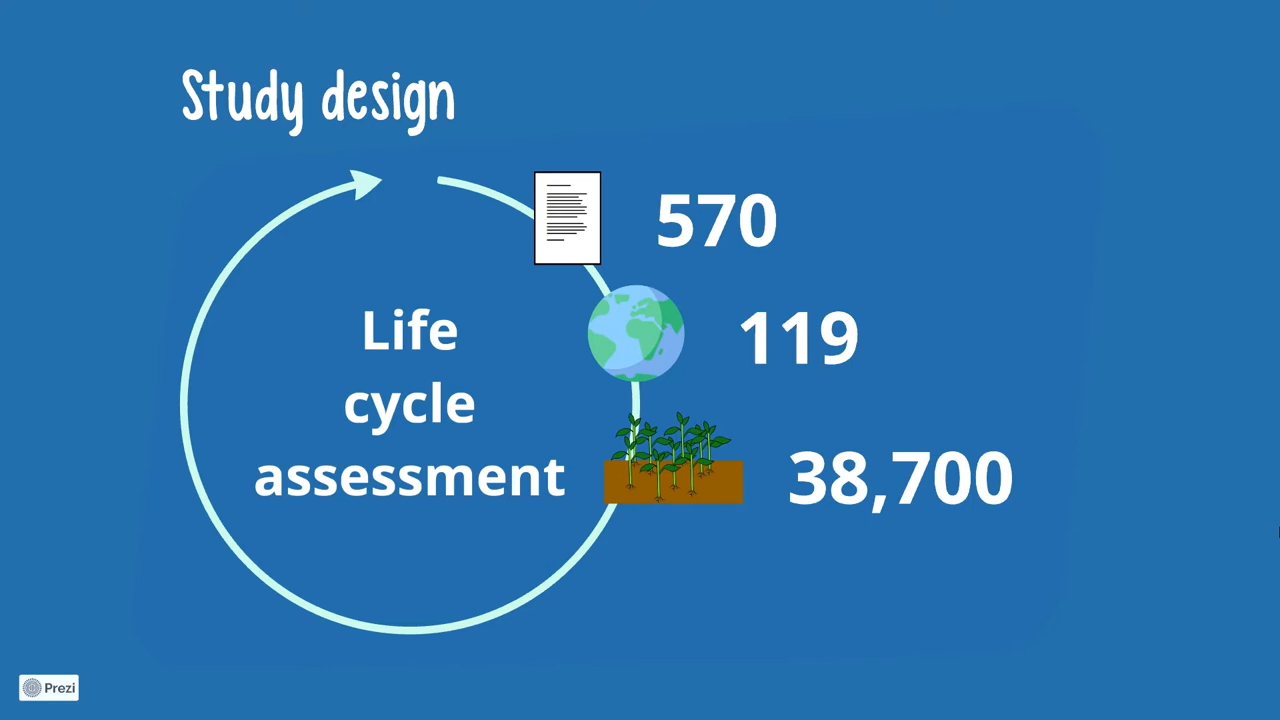 Study design
570
119
38,700
Life
cycle
assessment
Prezi